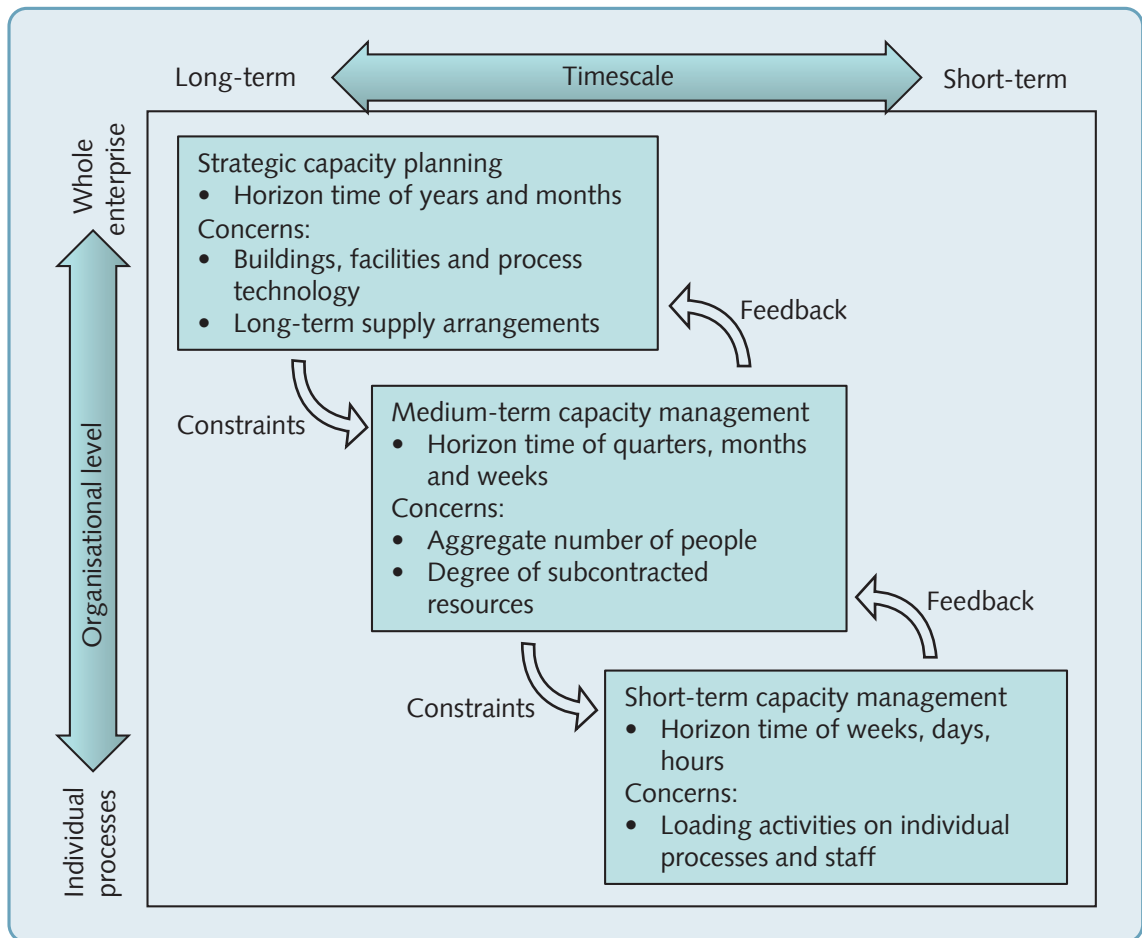 Long-term
Timescale
Short-term
Whole
enterprise
Organisational level
Individual
processes
Strategic capacity planning
• Horizon time of years and months
Concerns:
• Buildings, facilities and process
technology
• Long-term supply arrangements
Feedback
Constraints
Medium-term capacity management
• Horizon time of quarters, months
and weeks
Concerns:
• Aggregate number of people
• Degree of subcontracted
resources
Feedback
Constraints
Short-term capacity management
• Horizon time of weeks, days,
hours
Concerns:
• Loading activities on individual
processes and staff